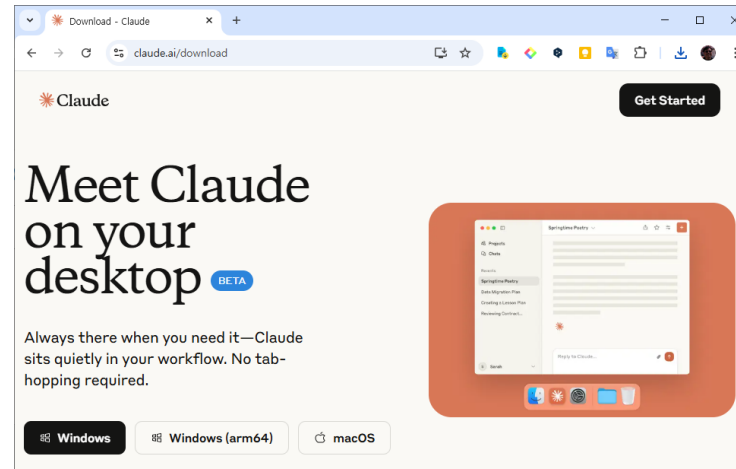 Download - Claude
claude.ai/download
Claude
Get Started
Meet Claude
on your
desktop BETA
Always there when you need it—Claude
sits quietly in your workflow. No tab-
hopping required.
Windows
Windows (arm64)
macOS
Springtime Poetry
Projects
Chats
Recents
Springtime Poetry
Data Migration Plan
Creating a Lesson Plan
Reviewing Contract...
Sarah
Reply to Claude...